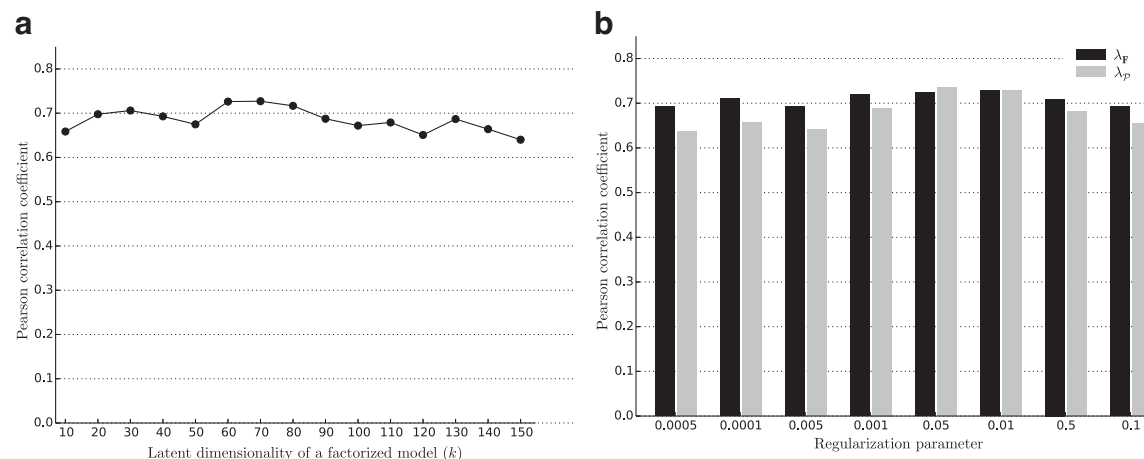 a
Pearson correlation coefficient
0.8
0.7
0.6
0.5
0.4
0.3
0.2
0.1
0.0
10 20 30 40 50 60 70 80 90 100 110 120 130 140 150
Latent dimensionality of a factorized model (k)
b
Pearson correlation coefficient
0.8
0.7
0.6
0.5
0.4
0.3
0.2
0.1
0.0
λF
λP
0.0005 0.0001 0.005 0.001 0.05 0.01 0.5 0.1
Regularization parameter